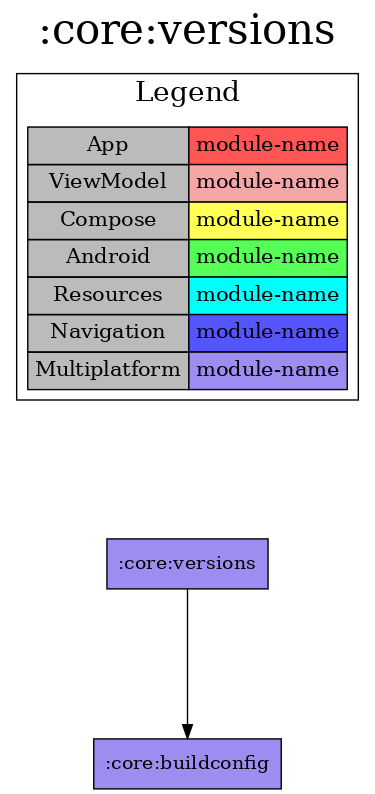 :core:versions
Legend
App module-name
ViewModel module-name
Compose module-name
Android module-name
Resources module-name
Navigation module-name
Multiplatform module-name
:core:versions
:core:buildconfig